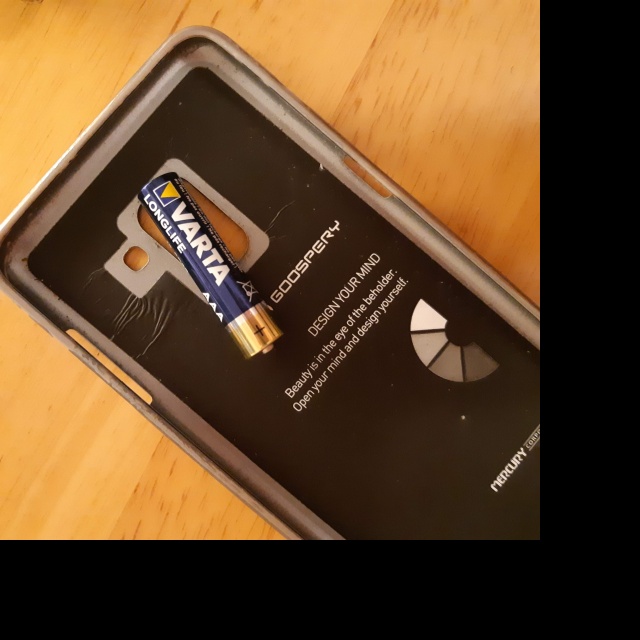 VARTA
LONGLIFE
AAA
+
GOOSPERY
DESIGN YOUR MIND
Beauty is in the eye of the beholder.
Open your mind and design yourself.
MERCURY